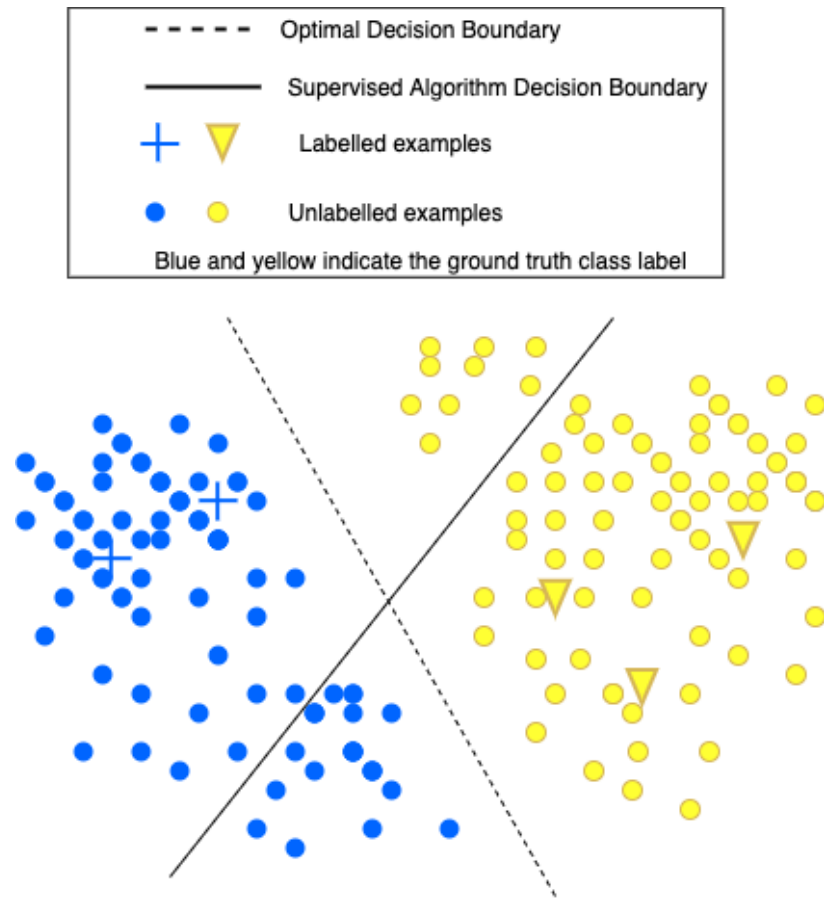 Optimal Decision Boundary
Supervised Algorithm Decision Boundary
Labelled examples
Unlabelled examples
Blue and yellow indicate the ground truth class label